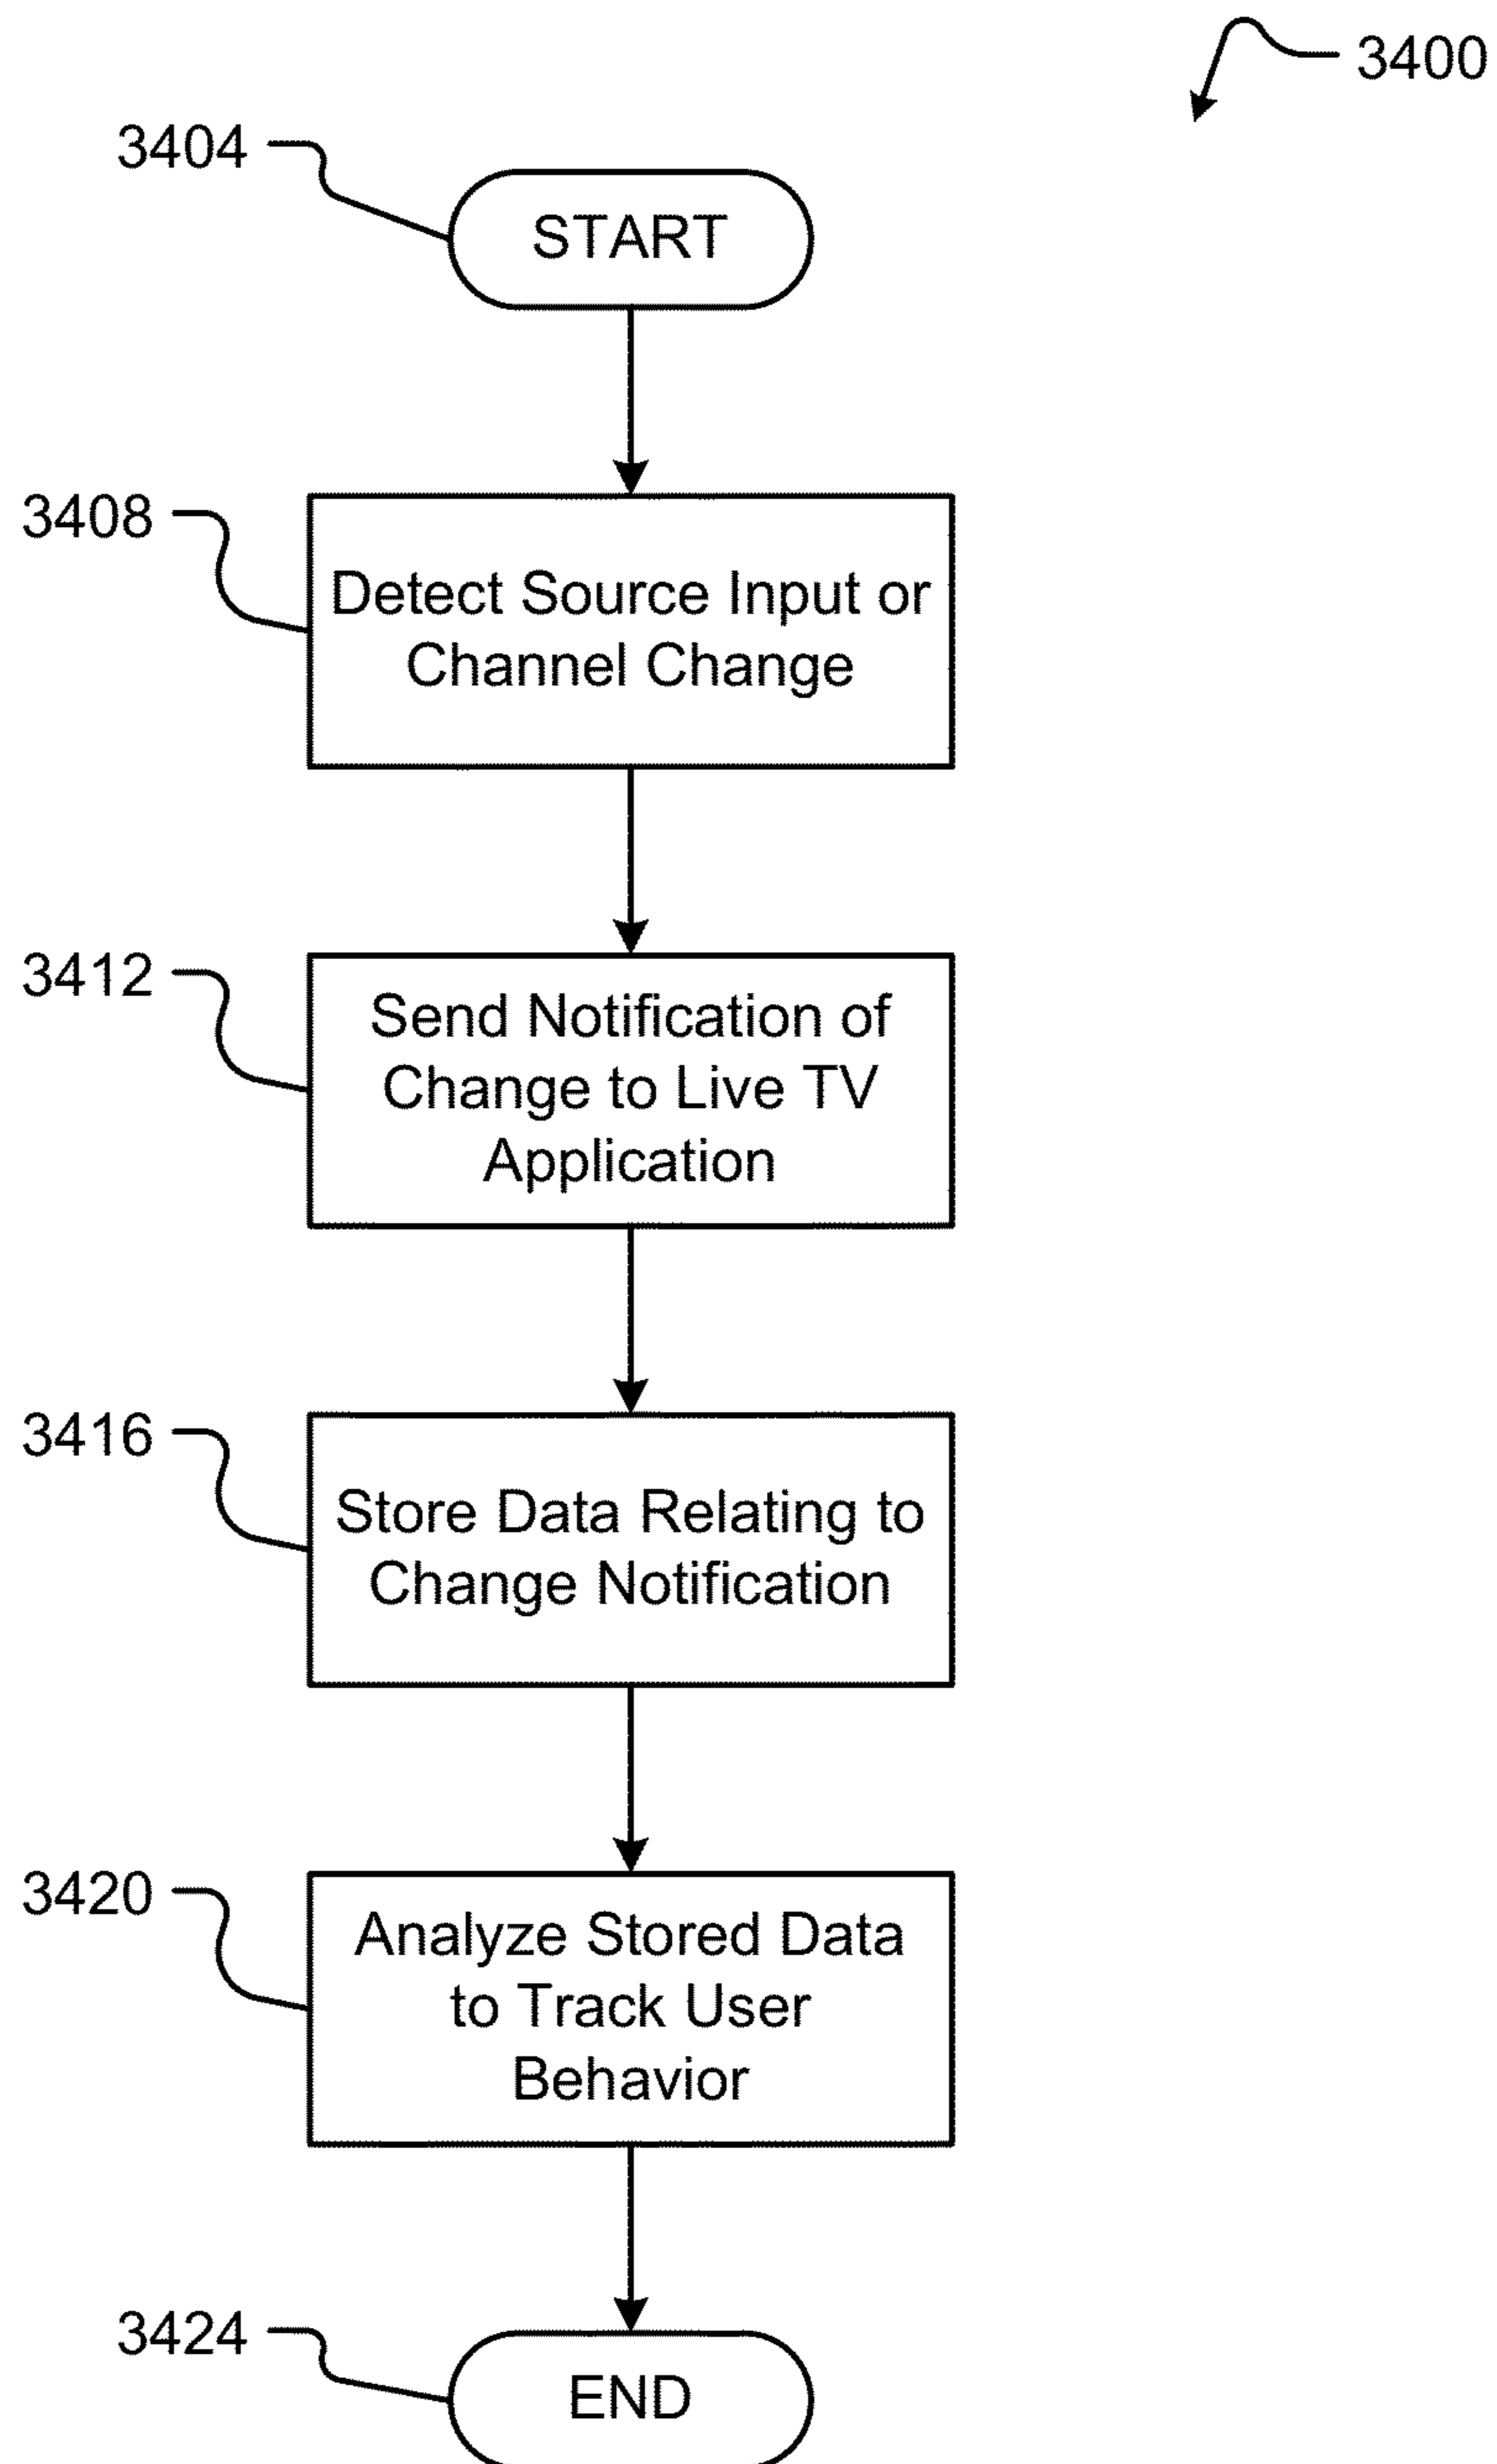 3400
3404
START
3408
Detect Source Input or
Channel Change
3412
Send Notification of
Change to Live TV
Application
3416
Store Data Relating to
Change Notification
3420
Analyze Stored Data
to Track User
Behavior
3424
END